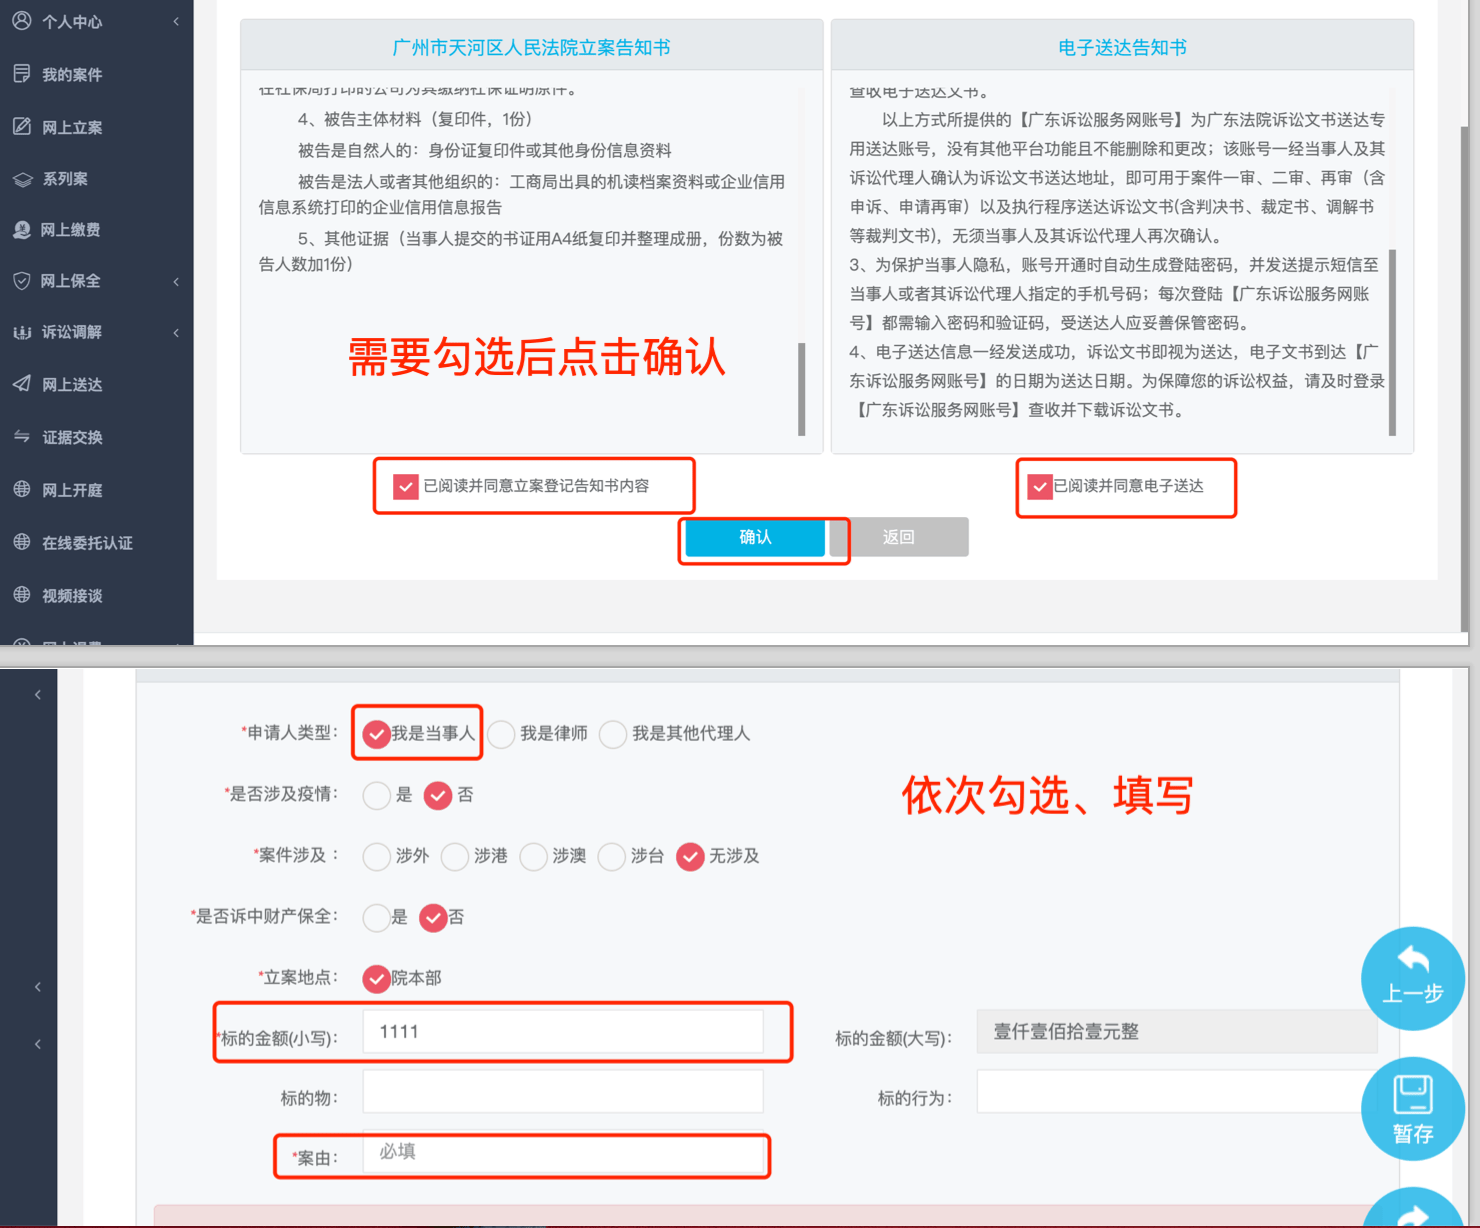 个人中心
我的案件
网上立案
系列案
网上缴费
网上保全
诉讼调解
网上送达
证据交换
网上开庭
在线委托认证
视频接谈
广州市天河区人民法院立案告知书
往社保局打印的公司为其缴纳社保证明原件。
4、被告主体材料（复印件，1份）
被告是自然人的：身份证复印件或其他身份信息资料
被告是法人或者其他组织的：工商局出具的机读档案资料或企业信用
信息系统打印的企业信用信息报告
5、其他证据（当事人提交的书证用A4纸复印并整理成册，份数为被
告人数加1份）
需要勾选后点击确认
已阅读并同意立案登记告知书内容
电子送达告知书
查收电子送达文书。
以上方式所提供的【广东诉讼服务网账号】为广东法院诉讼文书送达专
用送达账号，没有其他平台功能且不能删除和更改；该账号一经当事人及其
诉讼代理人确认为诉讼文书送达地址，即可用于案件一审、二审、再审（含
申诉、申请再审）以及执行程序送达诉讼文书(含判决书、裁定书、调解书
等裁判文书)，无须当事人及其诉讼代理人再次确认。
3、为保护当事人隐私，账号开通时自动生成登陆密码，并发送提示短信至
当事人或者其诉讼代理人指定的手机号码；每次登陆【广东诉讼服务网账
号】都需输入密码和验证码，受送达人应妥善保管密码。
4、电子送达信息一经发送成功，诉讼文书即视为送达，电子文书到达【广
东诉讼服务网账号】的日期为送达日期。为保障您的诉讼权益，请及时登录
【广东诉讼服务网账号】查收并下载诉讼文书。
已阅读并同意电子送达
确认
返回
*申请人类型： 我是当事人 我是律师 我是其他代理人
*是否涉及疫情： 是 否
依次勾选、填写
*案件涉及： 涉外 涉港 涉澳 涉台 无涉及
*是否诉中财产保全： 是 否
*立案地点： 院本部
*标的金额(小写)： 1111
标的金额(大写)： 壹仟壹佰拾壹元整
标的物：
标的行为：
*案由： 必填
上一步
暂存